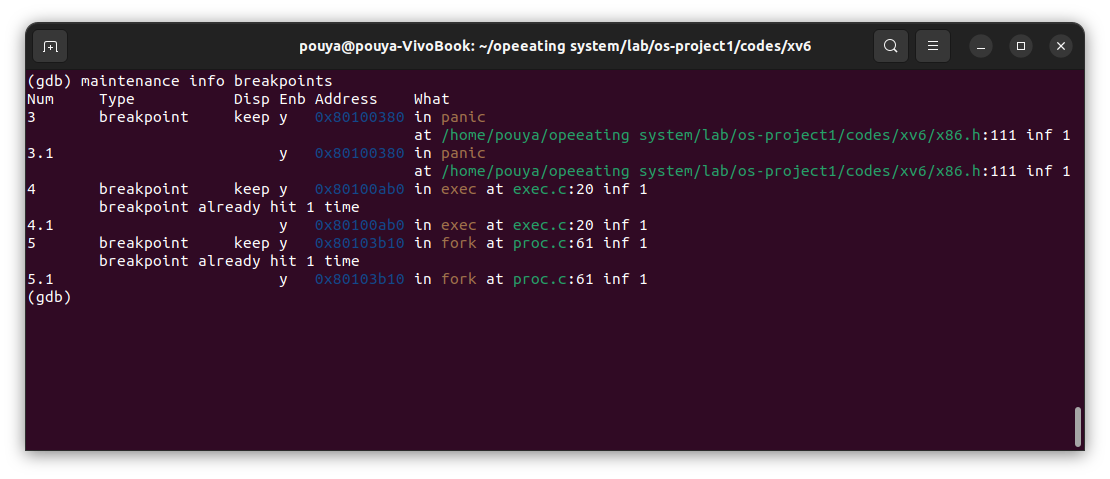 pouya@pouya-VivoBook: ~/opeeating system/lab/os-project1/codes/xv6
(gdb) maintenance info breakpoints
Num     Type           Disp Enb Address    What
3       breakpoint     keep y   0x80100380 in panic
                                           at /home/pouya/opeeating system/lab/os-project1/codes/xv6/x86.h:111 inf 1
3.1                         y   0x80100380 in panic
                                           at /home/pouya/opeeating system/lab/os-project1/codes/xv6/x86.h:111 inf 1
4       breakpoint     keep y   0x80100ab0 in exec at exec.c:20 inf 1
        breakpoint already hit 1 time
4.1                         y   0x80100ab0 in exec at exec.c:20 inf 1
5       breakpoint     keep y   0x80103b10 in fork at proc.c:61 inf 1
        breakpoint already hit 1 time
5.1                         y   0x80103b10 in fork at proc.c:61 inf 1
(gdb)